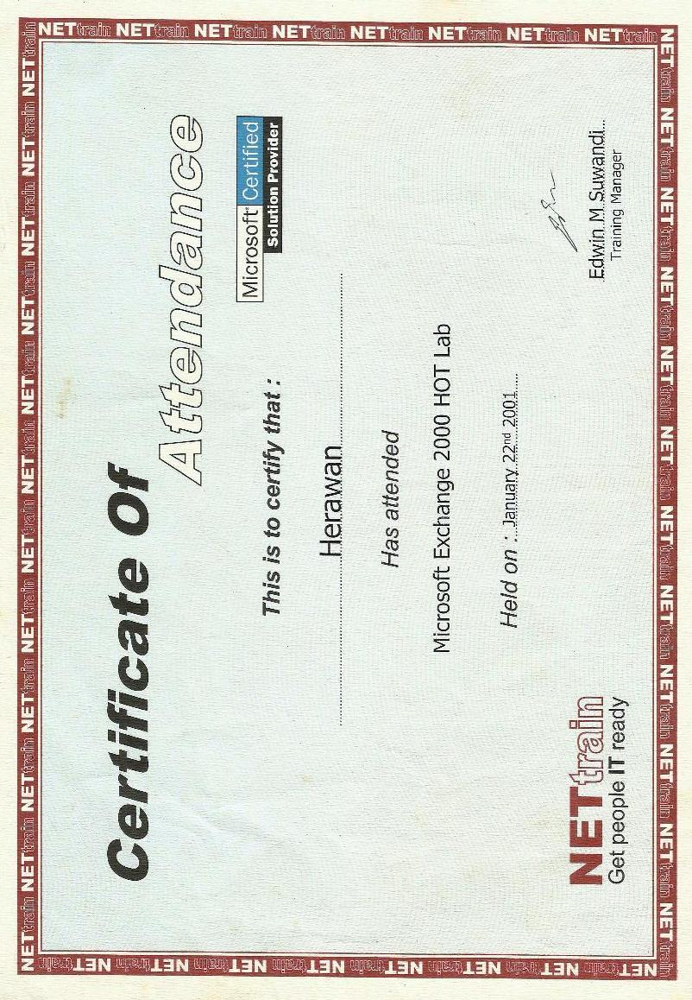 Certificate Of
Attendance
Microsoft® Certified
Solution Provider
This is to certify that :
Herawan
Has attended
Microsoft Exchange 2000 HOT Lab
Held on : January 22nd 2001
NETtrain
Get people IT ready
Edwin M. Suwandi
Training Manager
NETtrain NETtrain NETtrain NETtrain NETtrain NETtrain NETtrain NETtrain